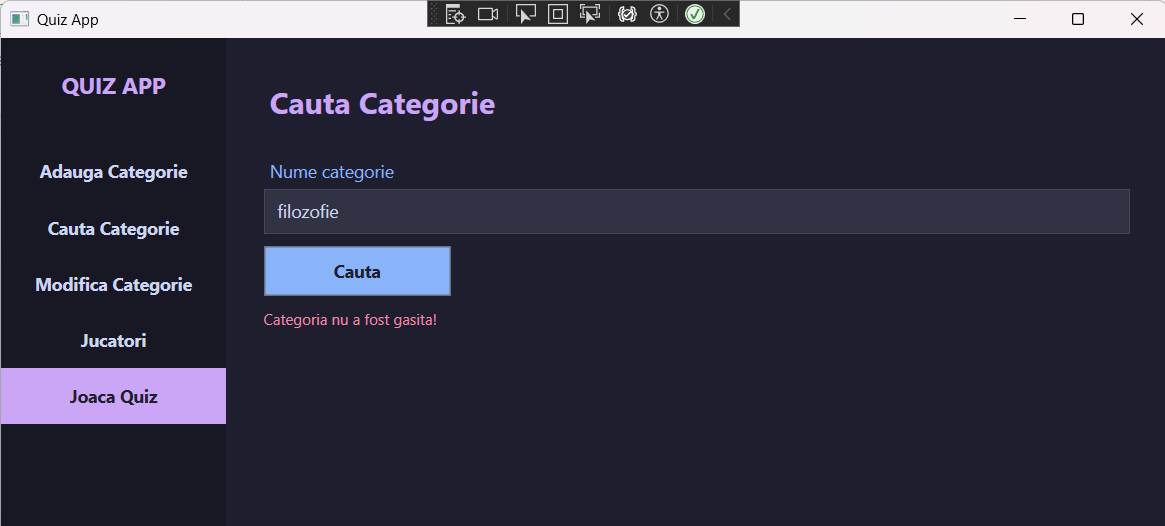 Quiz App
QUIZ APP
Adauga Categorie
Cauta Categorie
Modifica Categorie
Jucatori
Joaca Quiz
Cauta Categorie
Nume categorie
filozofie
Cauta
Categoria nu a fost gasita!